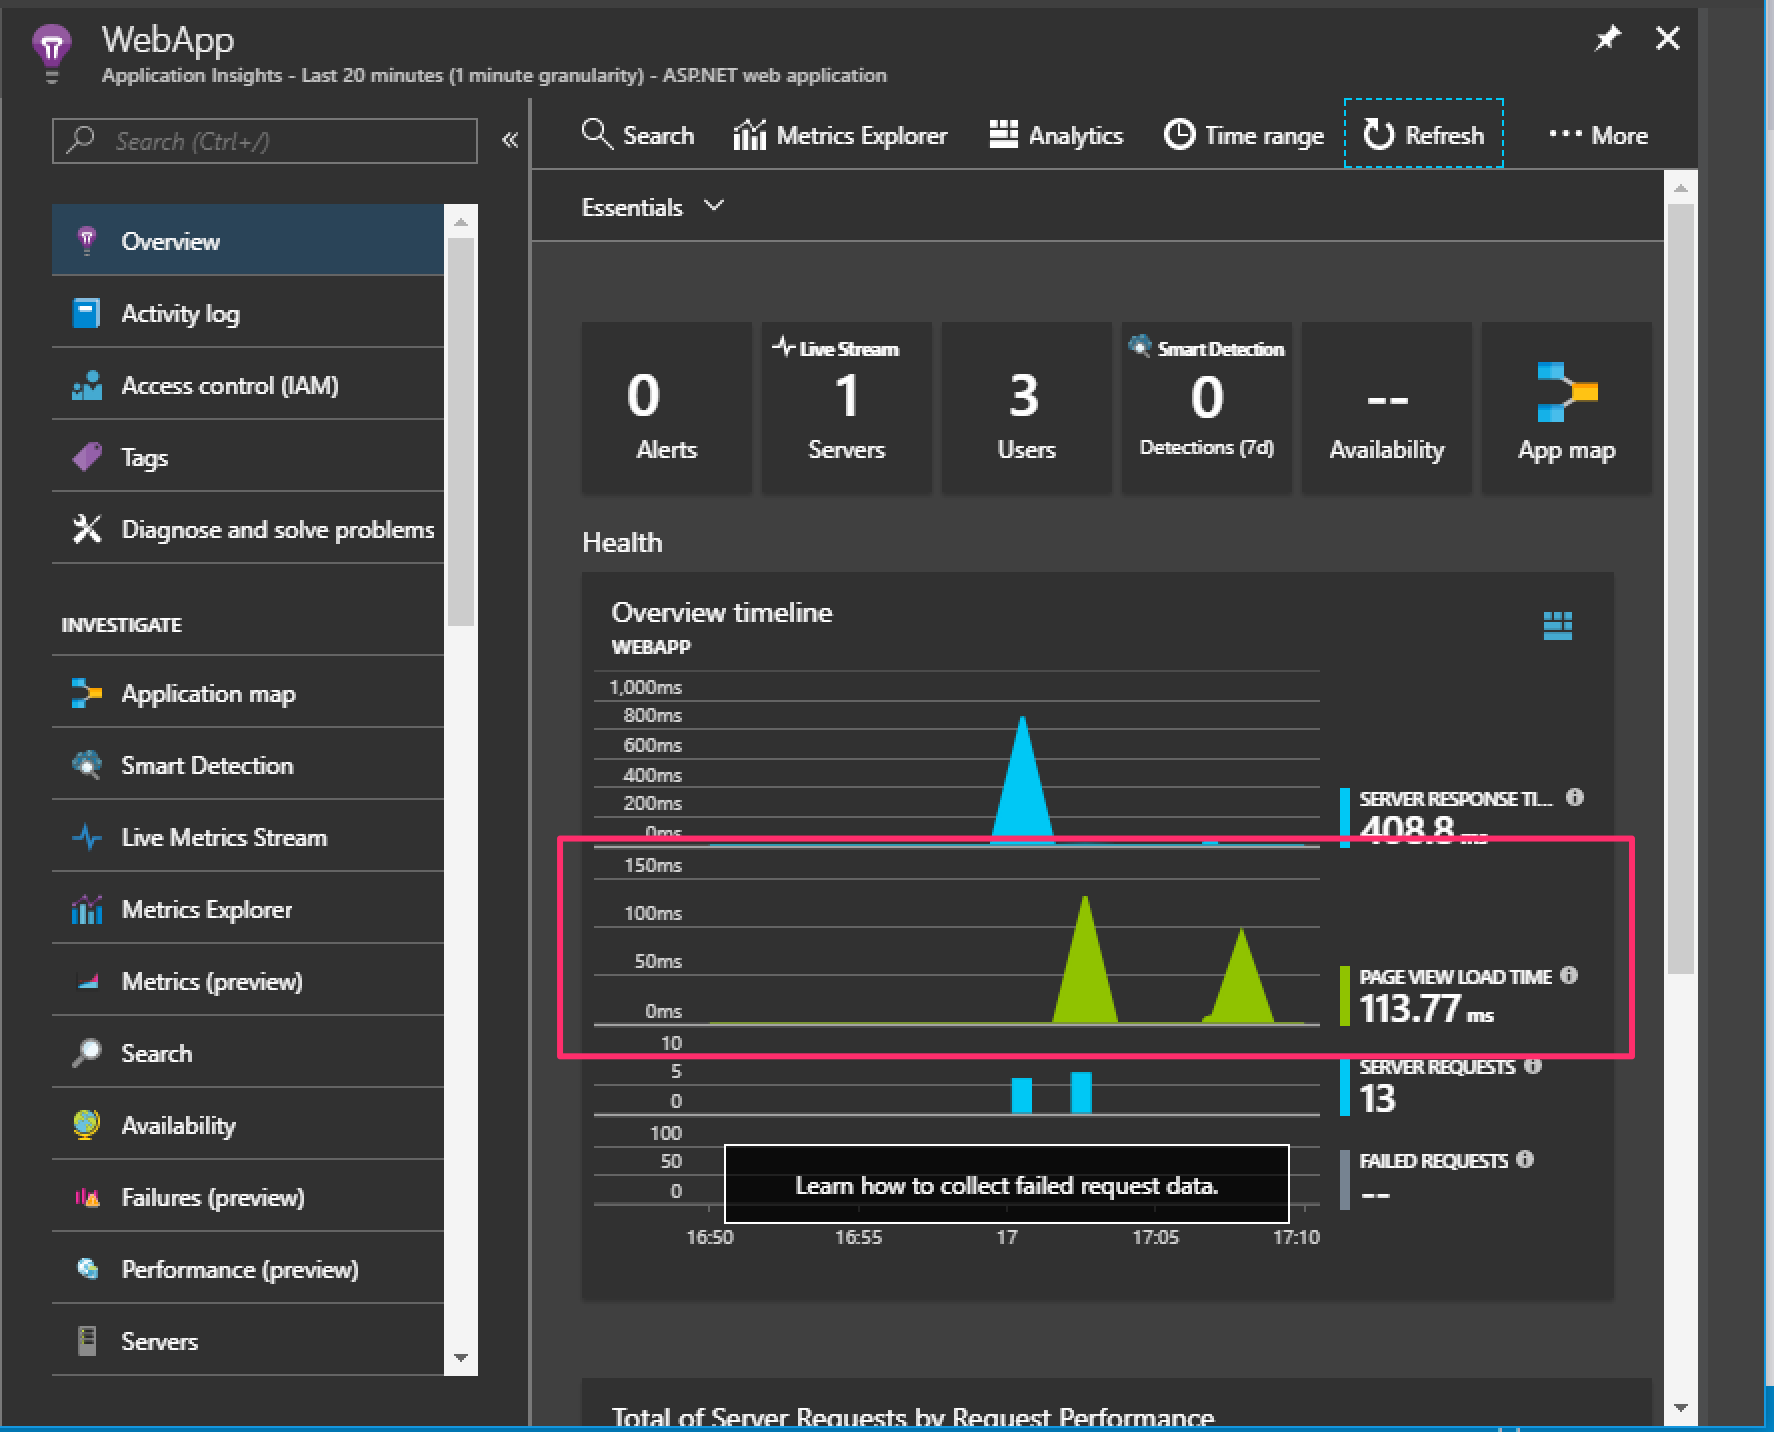 WebApp
Application Insights - Last 20 minutes (1 minute granularity) - ASP.NET web application
Search (Ctrl+/)
«
Search
Metrics Explorer
Analytics
Time range
Refresh
More
Essentials
Overview
Activity log
Access control (IAM)
Tags
Diagnose and solve problems
INVESTIGATE
Application map
Smart Detection
Live Metrics Stream
Metrics Explorer
Metrics (preview)
Search
Availability
Failures (preview)
Performance (preview)
Servers
0
Alerts
Live Stream
1
Servers
3
Users
Smart Detection
0
Detections (7d)
--
Availability
App map
Health
Overview timeline
WEBAPP
1,000ms
800ms
600ms
400ms
200ms
0ms
SERVER RESPONSE TI...
408.8 ms
150ms
100ms
50ms
0ms
PAGE VIEW LOAD TIME
113.77 ms
10
5
0
SERVER REQUESTS
13
100
50
0
Learn how to collect failed request data.
FAILED REQUESTS
--
16:50
16:55
17
17:05
17:10
Total of Server Requests by Request Performance